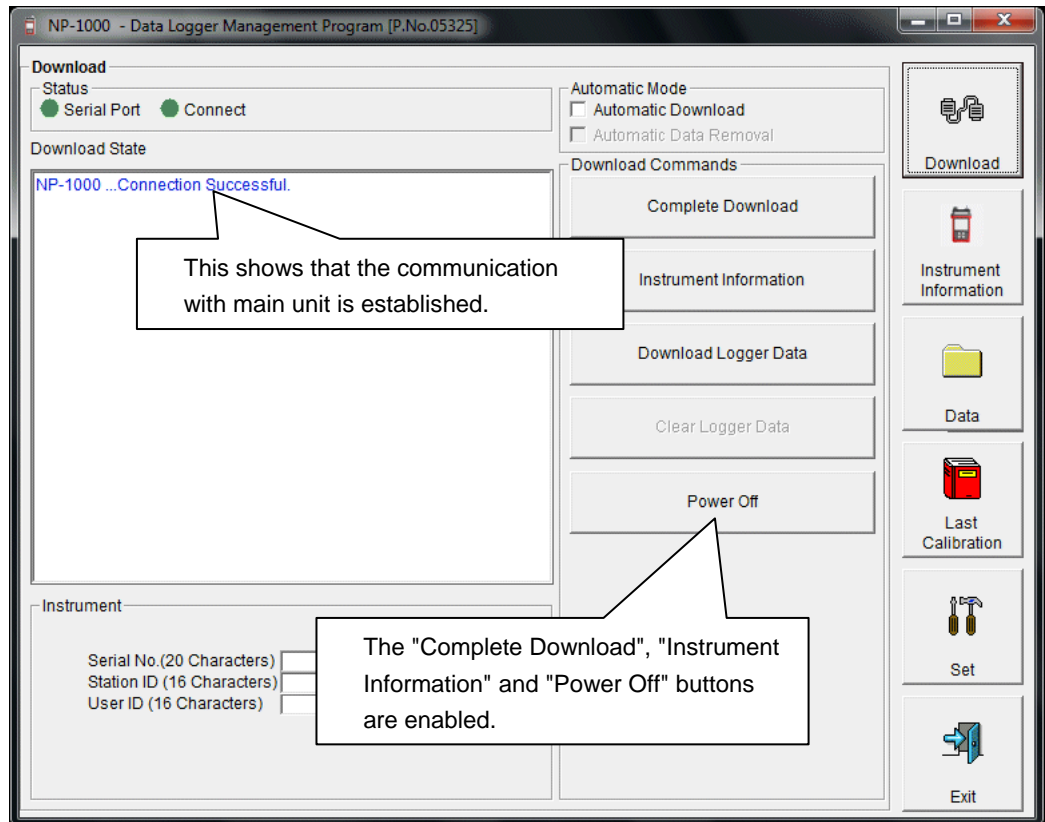 NP-1000 - Data Logger Management Program [P.No.05325]
Download
Status
Serial Port Connect
Download State
NP-1000 ...Connection Successful.
This shows that the communication
with main unit is established.
Instrument
Serial No.(20 Characters)
Station ID (16 Characters)
User ID (16 Characters)
Automatic Mode
Automatic Download
Automatic Data Removal
Download Commands
Complete Download
Instrument Information
Download Logger Data
Clear Logger Data
Power Off
The "Complete Download", "Instrument
Information" and "Power Off" buttons
are enabled.
Download
Instrument
Information
Data
Last
Calibration
Set
Exit